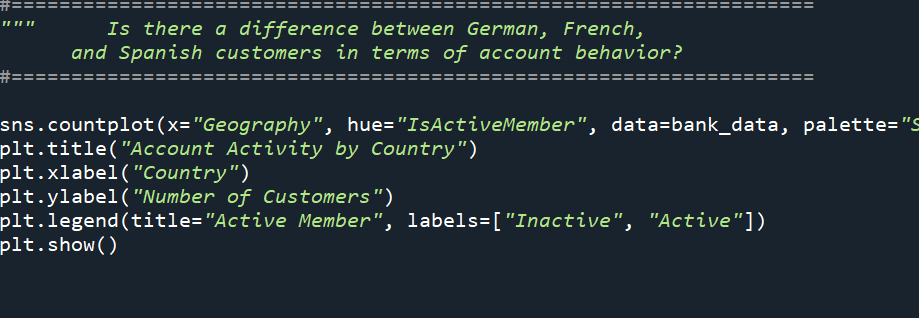 #===================================================================
"""      Is there a difference between German, French,
and Spanish customers in terms of account behavior?
#===================================================================
sns.countplot(x="Geography", hue="IsActiveMember", data=bank_data, palette="S
plt.title("Account Activity by Country")
plt.xlabel("Country")
plt.ylabel("Number of Customers")
plt.legend(title="Active Member", labels=["Inactive", "Active"])
plt.show()